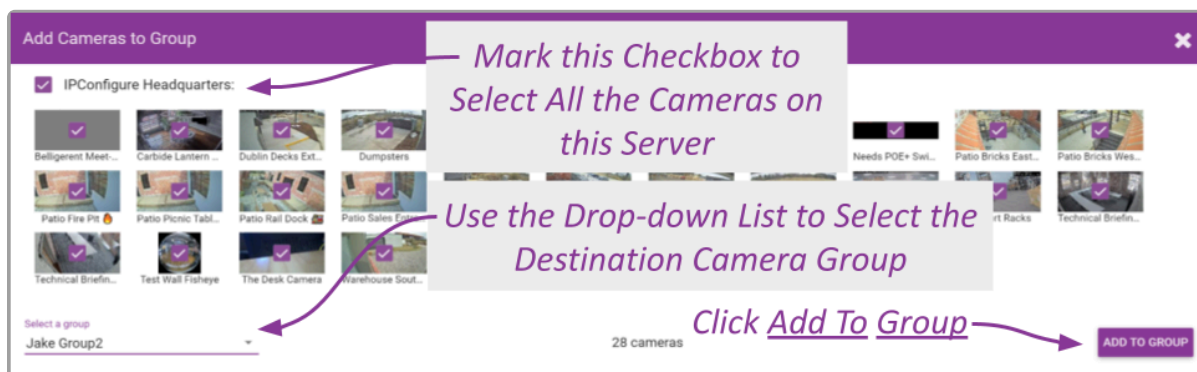 Add Cameras to Group
Mark this Checkbox to
Select All the Cameras on
this Server
IPConfigure Headquarters:
Belligerent Meet-...
Carbide Lantern ...
Dublin Decks Ext...
Dumpsters
Needs POE+ Swi...
Patio Bricks East...
Patio Bricks Wes...
Patio Fire Pit 🔥
Patio Picnic Tabl...
Patio Rail Dock
Patio Sales Entr
rt Racks
Technical Briefin...
Use the Drop-down List to Select the
Destination Camera Group
Technical Briefin...
Test Wall Fisheye
The Desk Camera
Warehouse Sout...
Select a group
Jake Group2
28 cameras
Click Add To Group
ADD TO GROUP